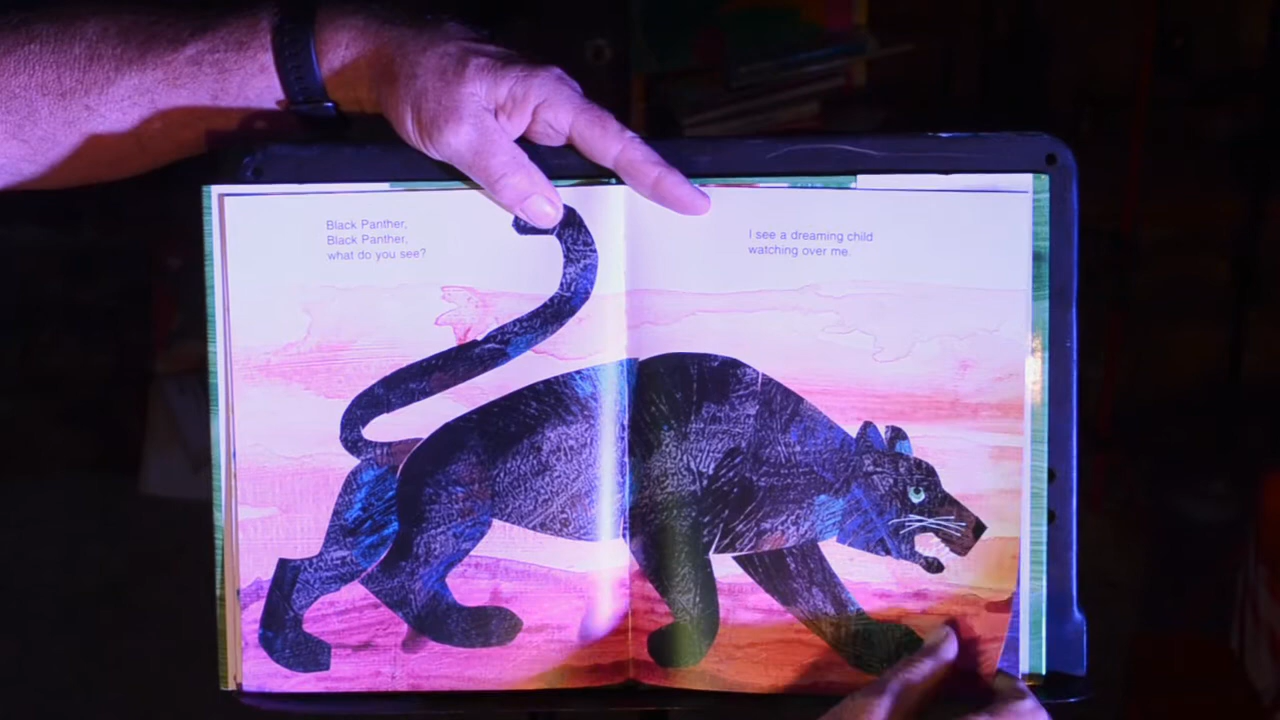 Black Panther,
Black Panther,
what do you see?
I see a dreaming child
watching over me.